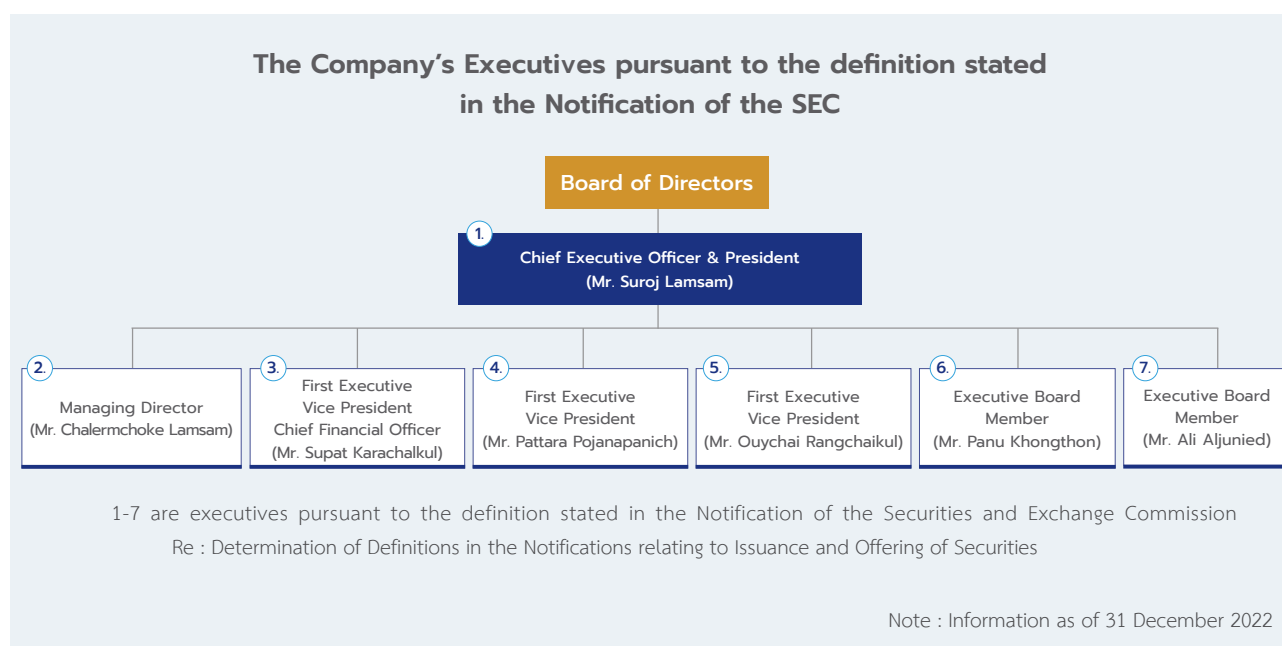 The Company's Executives pursuant to the definition stated
in the Notification of the SEC
Board of Directors
1.
Chief Executive Officer & President
(Mr. Suroj Lamsam)
2.
Managing Director
(Mr. Chalermchoke Lamsam)
3.
First Executive
Vice President
Chief Financial Officer
(Mr. Supat Karachalkul)
4.
First Executive
Vice President
(Mr. Pattara Pojanapanich)
5.
First Executive
Vice President
(Mr. Ouychai Rangchaikul)
6.
Executive Board
Member
(Mr. Panu Khongthon)
7.
Executive Board
Member
(Mr. Ali Aljunied)
1-7 are executives pursuant to the definition stated in the Notification of the Securities and Exchange Commission
Re : Determination of Definitions in the Notifications relating to Issuance and Offering of Securities
Note : Information as of 31 December 2022